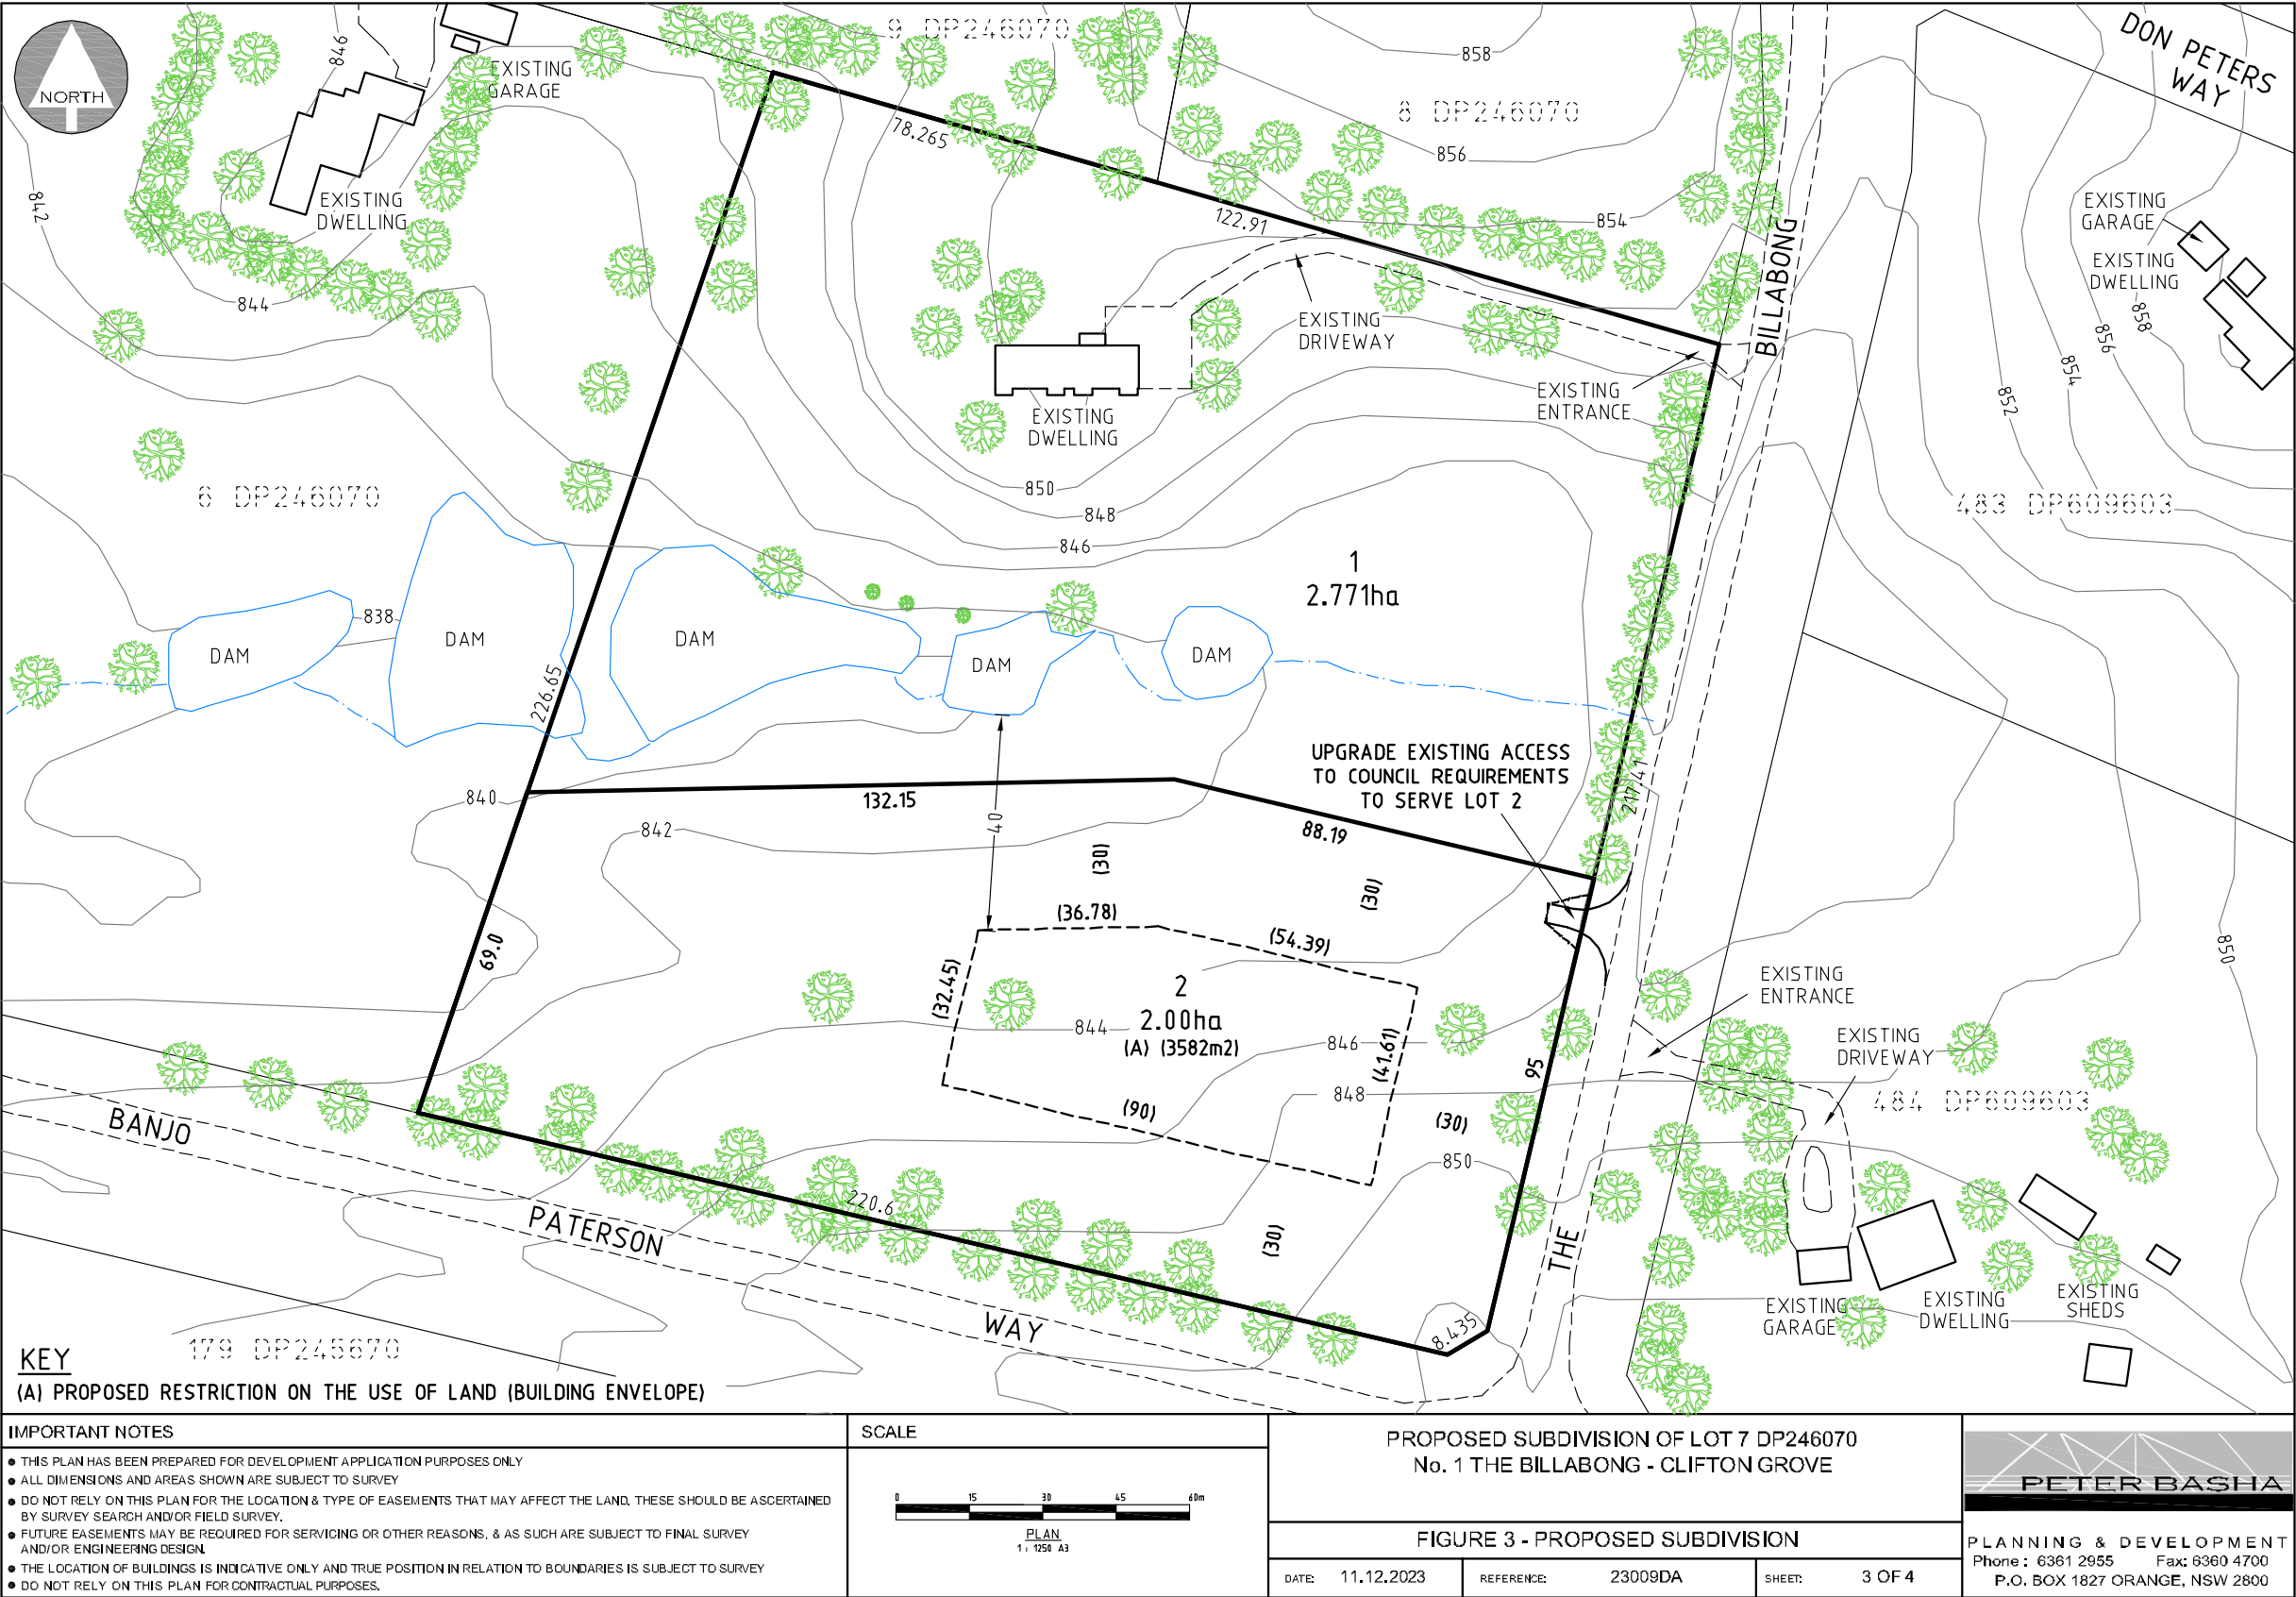 NORTH
846
EXISTING
GARAGE
9 DP246070
858
8 DP246070
856
DON PETERS
WAY
78.265
842
EXISTING
DWELLING
122.91
854
BILLABONG
EXISTING
GARAGE
EXISTING
DWELLING
858
856
854
852
844
EXISTING
DRIVEWAY
EXISTING
ENTRANCE
EXISTING
DWELLING
6 DP246070
850
848
846
483 DP609603
1
2.771ha
838
DAM
DAM
DAM
DAM
DAM
226.65
UPGRADE EXISTING ACCESS
TO COUNCIL REQUIREMENTS
TO SERVE LOT 2
217.41
840
132.15
842
40
88.19
(30)
(30)
(36.78)
(54.39)
69.0
(32.45)
850
2
2.00ha
(A) (3582m2)
844
846
(41.61)
848
95
EXISTING
ENTRANCE
EXISTING
DRIVEWAY
484 DP609603
(90)
(30)
850
BANJO
PATERSON
WAY
220.6
(30)
THE
8.435
EXISTING
GARAGE
EXISTING
DWELLING
EXISTING
SHEDS
179 DP245670
KEY
(A) PROPOSED RESTRICTION ON THE USE OF LAND (BUILDING ENVELOPE)
IMPORTANT NOTES
● THIS PLAN HAS BEEN PREPARED FOR DEVELOPMENT APPLICATION PURPOSES ONLY
● ALL DIMENSIONS AND AREAS SHOWN ARE SUBJECT TO SURVEY
● DO NOT RELY ON THIS PLAN FOR THE LOCATION & TYPE OF EASEMENTS THAT MAY AFFECT THE LAND, THESE SHOULD BE ASCERTAINED
BY SURVEY SEARCH AND/OR FIELD SURVEY.
● FUTURE EASEMENTS MAY BE REQUIRED FOR SERVICING OR OTHER REASONS, & AS SUCH ARE SUBJECT TO FINAL SURVEY
AND/OR ENGINEERING DESIGN.
● THE LOCATION OF BUILDINGS IS INDICATIVE ONLY AND TRUE POSITION IN RELATION TO BOUNDARIES IS SUBJECT TO SURVEY
● DO NOT RELY ON THIS PLAN FOR CONTRACTUAL PURPOSES.
SCALE
0 15 30 45 60m
PLAN
1 : 1250 A3
PROPOSED SUBDIVISION OF LOT 7 DP246070
No. 1 THE BILLABONG - CLIFTON GROVE
FIGURE 3 - PROPOSED SUBDIVISION
DATE: 11.12.2023 REFERENCE: 23009DA SHEET: 3 OF 4
PETER BASHA
PLANNING & DEVELOPMENT
Phone : 6361 2955 Fax: 6360 4700
P.O. BOX 1827 ORANGE, NSW 2800